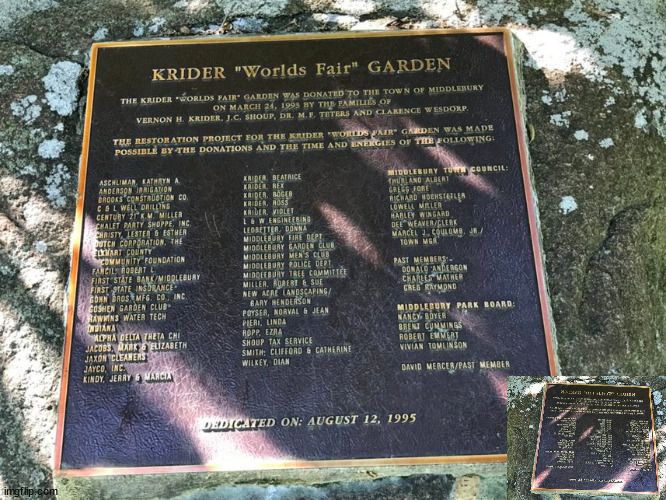 KRIDER "Worlds Fair" GARDEN
THE KRIDER "WORLDS FAIR" GARDEN WAS DONATED TO THE TOWN OF MIDDLEBURY
ON MARCH 24, 1995 BY THE FAMILIES OF
VERNON H. KRIDER, J.C. SHOUP, DR. M.F. TETERS AND CLARENCE WESDORP.
THE RESTORATION PROJECT FOR THE KRIDER "WORLDS FAIR" GARDEN WAS MADE
POSSIBLE BY THE DONATIONS AND THE TIME AND ENERGIES OF THE FOLLOWING:
ASCHLIMAN, KATHRYN A.
ANDERSON IRRIGATION
BROOKS CONSTRUCTION CO.
C & L WELL DRILLING
CENTURY 21 K.M. MILLER
CHALET PARTY SHOPPE, INC.
CHRISTY, LESTER & ESTHER
DUTCH CORPORATION, THE
ELKHART COUNTY
COMMUNITY FOUNDATION
FANCIL, ROBERT L.
FIRST STATE BANK/MIDDLEBURY
FIRST STATE INSURANCE
GOHN BROS. MFG. CO., INC.
GOSHEN GARDEN CLUB
HAWKINS WATER TECH
INDIANA
ALPHA DELTA THETA CHI
JACOBS, MARK & ELIZABETH
JAXON CLEANERS
JAYCO, INC.
KINDY, JERRY & MARCIA
KRIDER, BEATRICE
KRIDER, REX
KRIDER, ROGER
KRIDER, ROSS
KRIDER, VIOLET
L & W ENGINEERING
LEDBETTER, DONNA
MIDDLEBURY FIRE DEPT.
MIDDLEBURY GARDEN CLUB
MIDDLEBURY MEN'S CLUB
MIDDLEBURY POLICE DEPT.
MIDDLEBURY TREE COMMITTEE
MILLER, ROBERT & SUE
NEW ACRE LANDSCAPING/
GARY HENDERSON
POYSER, NORVAL & JEAN
PIERI, LINDA
ROPP, EZRA
SHOUP TAX SERVICE
SMITH, CLIFFORD & CATHERINE
WILKEY, DIAN
MIDDLEBURY TOWN COUNCIL:
THURLAND ALBERT
GREGG FORE
RICHARD HOCHSTETLER
LOWELL MILLER
HARLEY WINGARD
DEE WEAVER/CLERK
MARCEL J. COULOMB, JR./
TOWN MGR.
PAST MEMBERS:
DONALD ANDERSON
CHARLES MATHER
GREG RAYMOND
MIDDLEBURY PARK BOARD:
NANCY BOYER
BRENT CUMMINGS
ROBERT EMMERT
VIVIAN TOMLINSON
DAVID MERCER/PAST MEMBER
DEDICATED ON: AUGUST 12, 1995
imgflip.com